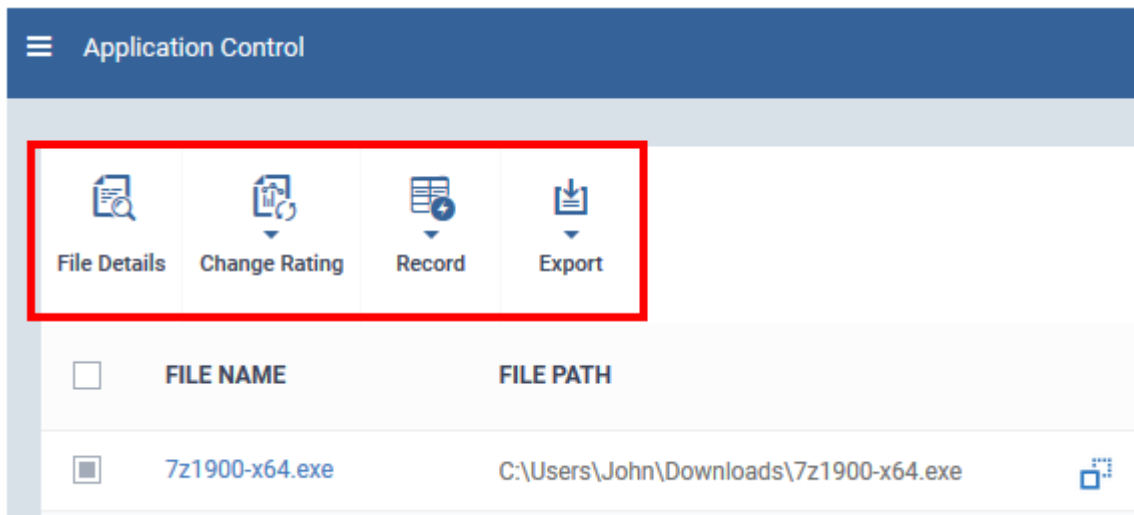 Application Control
File Details Change Rating Record Export
FILE NAME FILE PATH
7z1900-x64.exe C:\Users\John\Downloads\7z1900-x64.exe